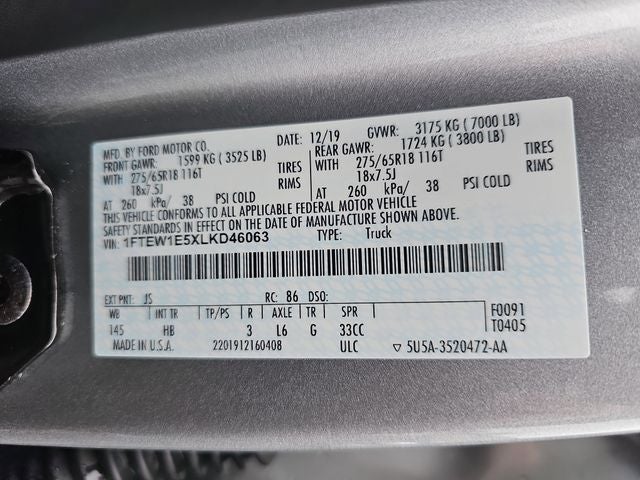 MFD. BY FORD MOTOR CO. DATE: 12/19 GVWR: 3175 KG ( 7000 LB)
FRONT GAWR: 1599 KG ( 3525 LB) REAR GAWR: 1724 KG ( 3800 LB)
WITH 275/65R18 116T TIRES WITH 275/65R18 116T TIRES
18x7.5J RIMS 18x7.5J RIMS
AT 260 kPa/ 38 PSI COLD AT 260 kPa/ 38 PSI COLD
THIS VEHICLE CONFORMS TO ALL APPLICABLE FEDERAL MOTOR VEHICLE
SAFETY STANDARDS IN EFFECT ON THE DATE OF MANUFACTURE SHOWN ABOVE.
VIN: 1FTEW1E5XLKD46063 TYPE: Truck
EXT PNT: JS RC: 86 DSO:
WB INT TR TP/PS R AXLE TR SPR F0091
145 HB 3 L6 G 33CC T0405
MADE IN U.S.A. 2201912160408 ULC ▽ 5U5A-3520472-AA